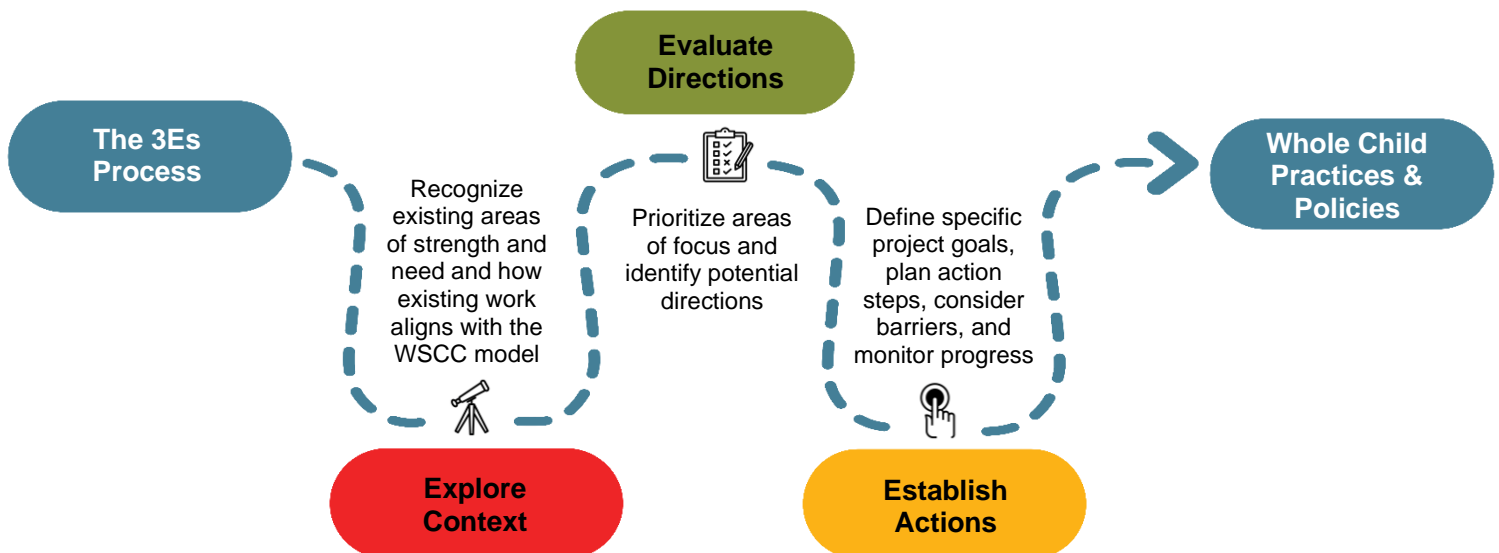 The 3Es
Process
Recognize
existing areas
of strength and
need and how
existing work
aligns with the
WSCC model
Explore
Context
Evaluate
Directions
Prioritize areas
of focus and
identify potential
directions
Define specific
project goals,
plan action
steps, consider
barriers, and
monitor progress
Establish
Actions
Whole Child
Practices &
Policies